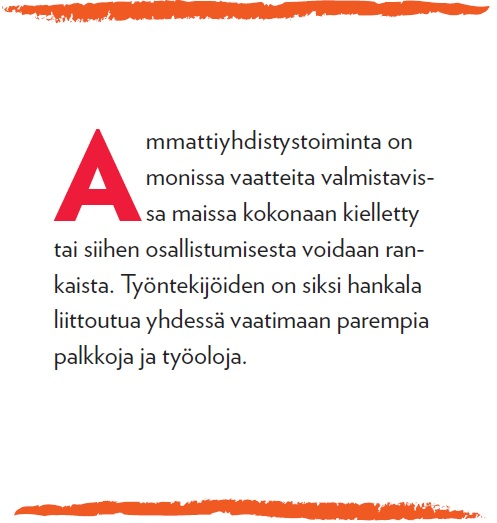 Ammattiyhdistystoiminta on
monissa vaatteita valmistavis-
sa maissa kokonaan kielletty
tai siihen osallistumisesta voidaan ran-
kaista. Työntekijöiden on siksi hankala
liittoutua yhdessä vaatimaan parempia
palkkoja ja työoloja.